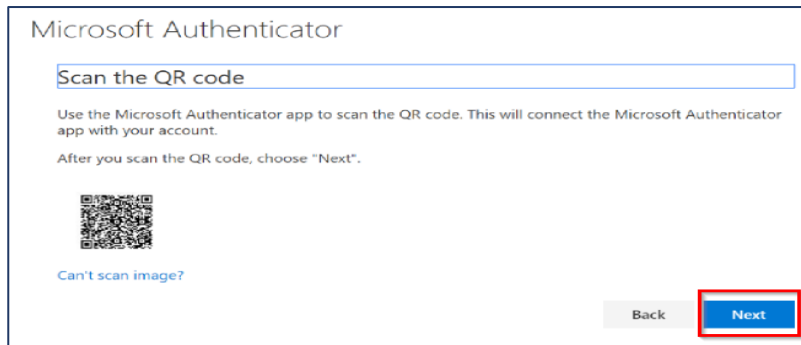 Microsoft Authenticator
Scan the QR code
Use the Microsoft Authenticator app to scan the QR code. This will connect the Microsoft Authenticator
app with your account.
After you scan the QR code, choose "Next".
Can't scan image?
Back
Next